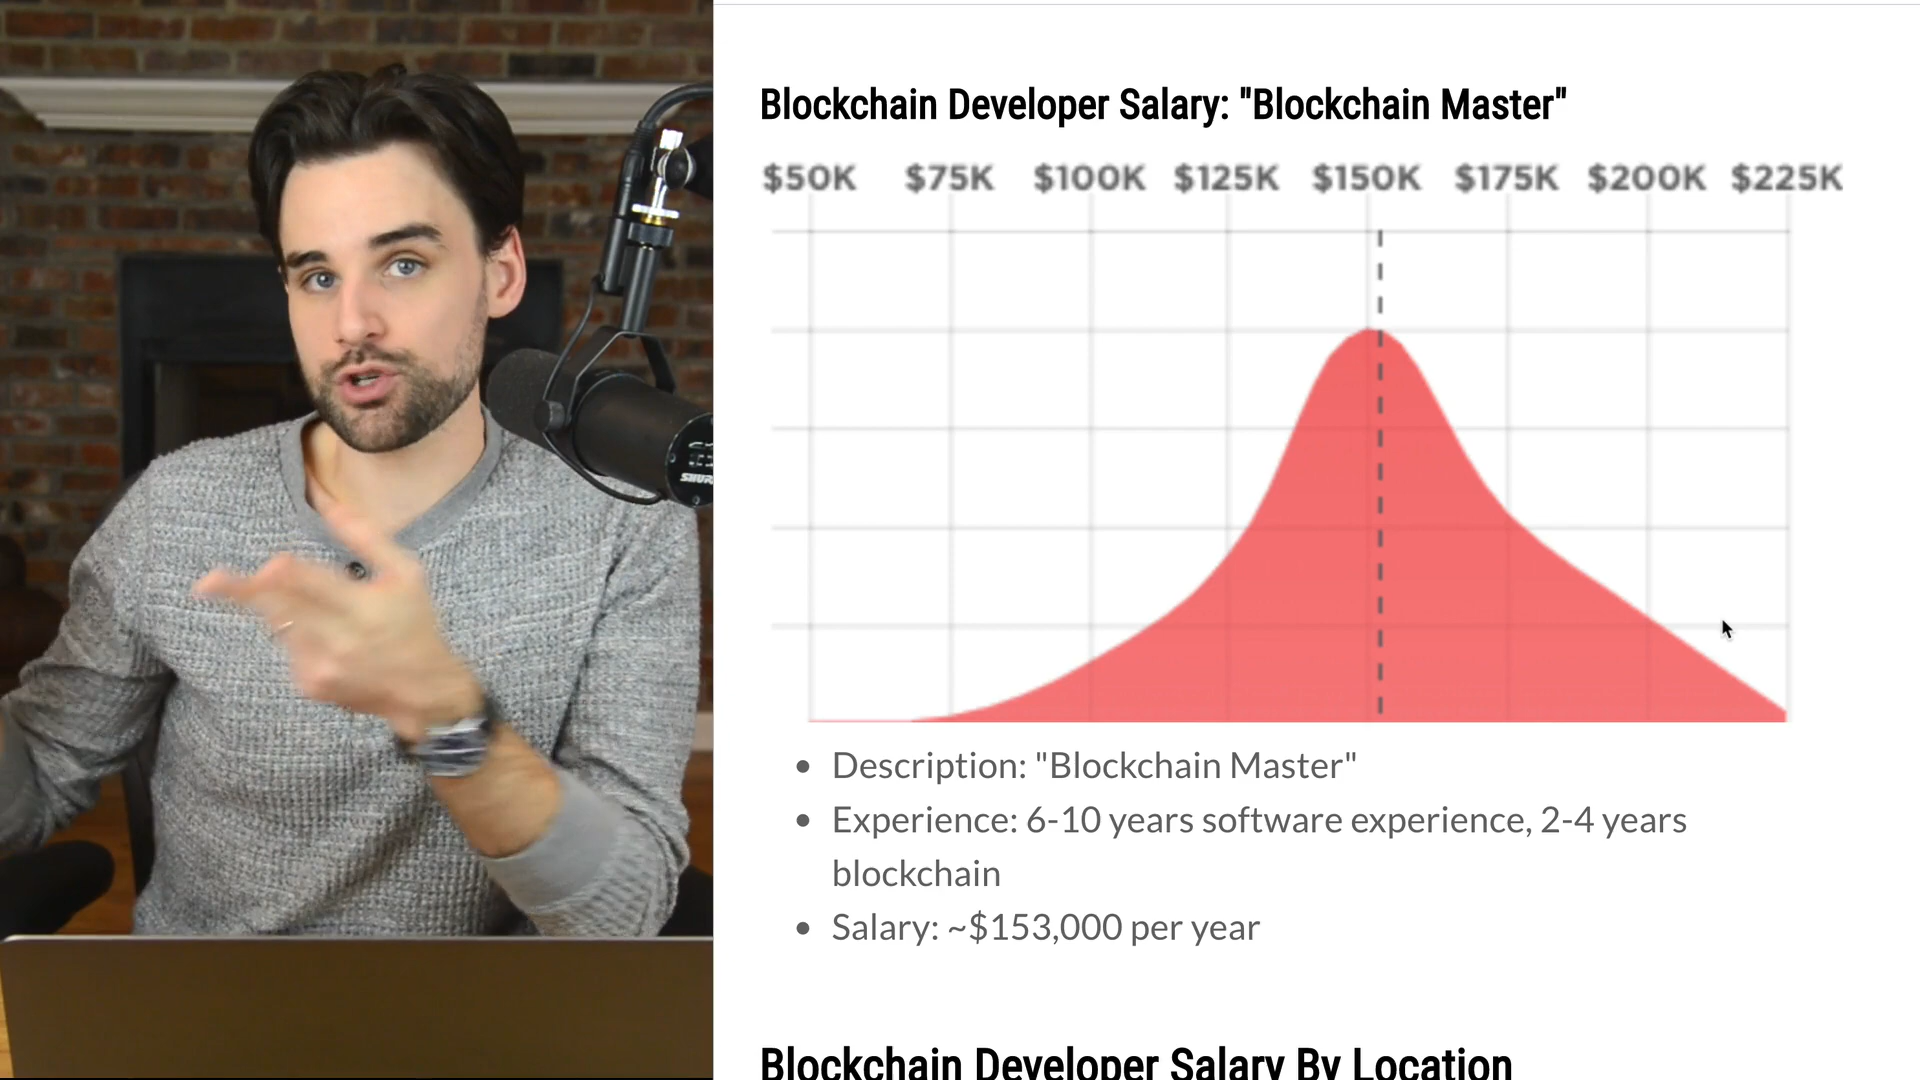 Blockchain Developer Salary: "Blockchain Master"
$50K $75K $100K $125K $150K $175K $200K $225K
SHURE
• Description: "Blockchain Master"
• Experience: 6-10 years software experience, 2-4 years
blockchain
• Salary: ~$153,000 per year
Blockchain Developer Salary By Location